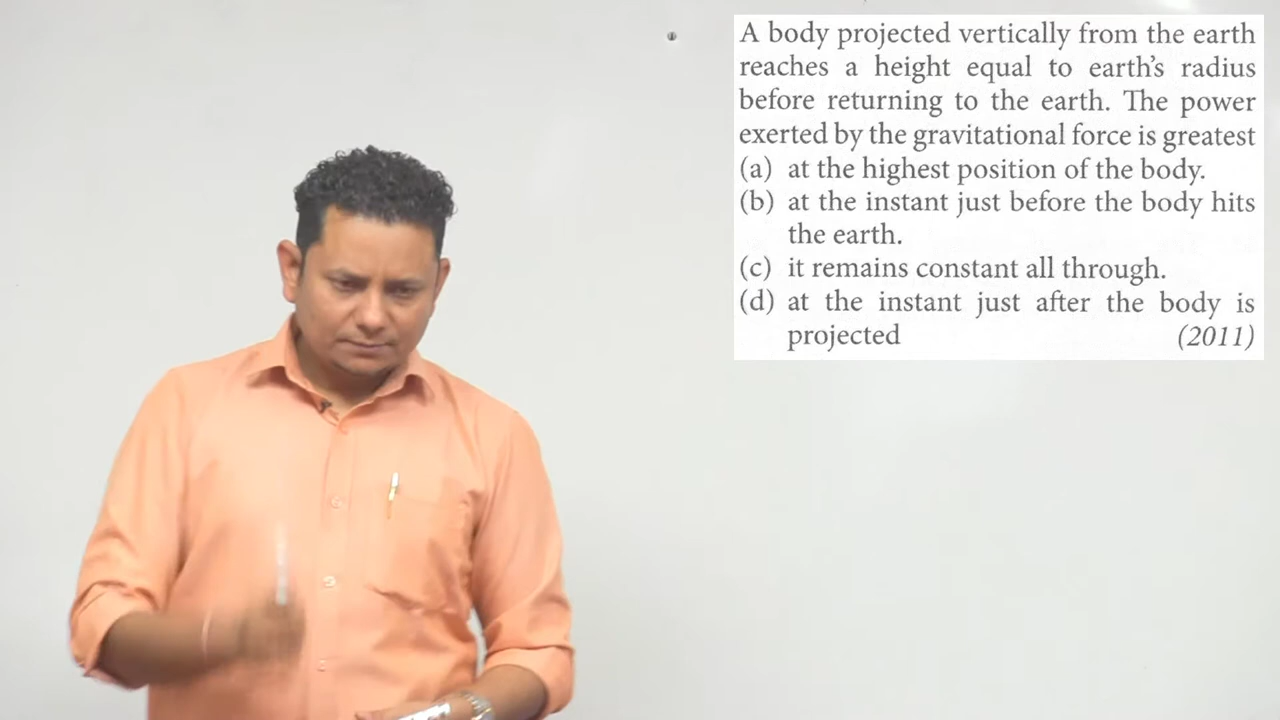 A body projected vertically from the earth
reaches a height equal to earth's radius
before returning to the earth. The power
exerted by the gravitational force is greatest
(a) at the highest position of the body.
(b) at the instant just before the body hits
the earth.
(c) it remains constant all through.
(d) at the instant just after the body is
projected (2011)